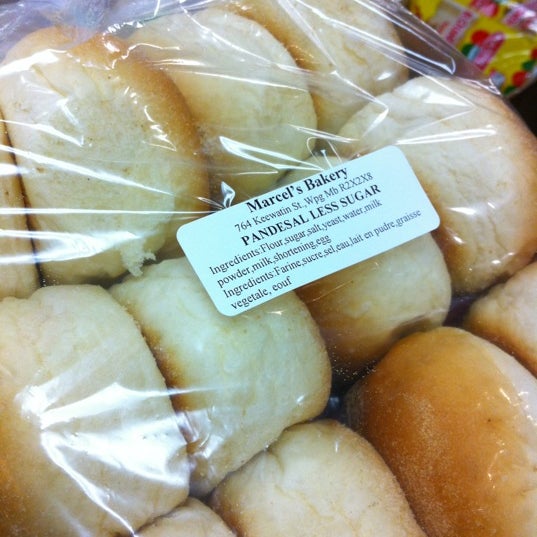 Marcel's Bakery
764 Keewatin St.,Wpg Mb R2X2X8
PANDESAL LESS SUGAR
Ingredients:Flour,sugar,salt,yeast,water,milk
powder,milk,shortening,egg
Ingredients:Farine,sucre,sel,eau,lait en pudre,graisse
vegetale, eouf